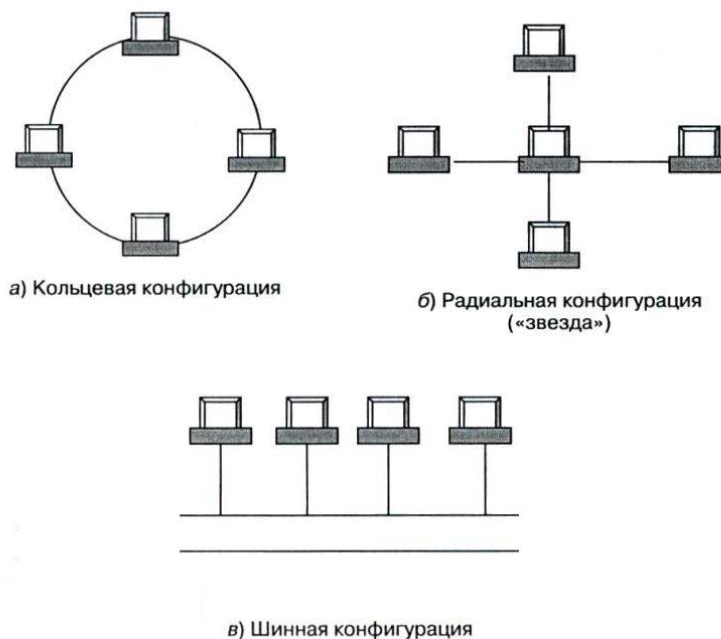 а) Кольцевая конфигурация
б) Радиальная конфигурация
(«звезда»)
в) Шинная конфигурация